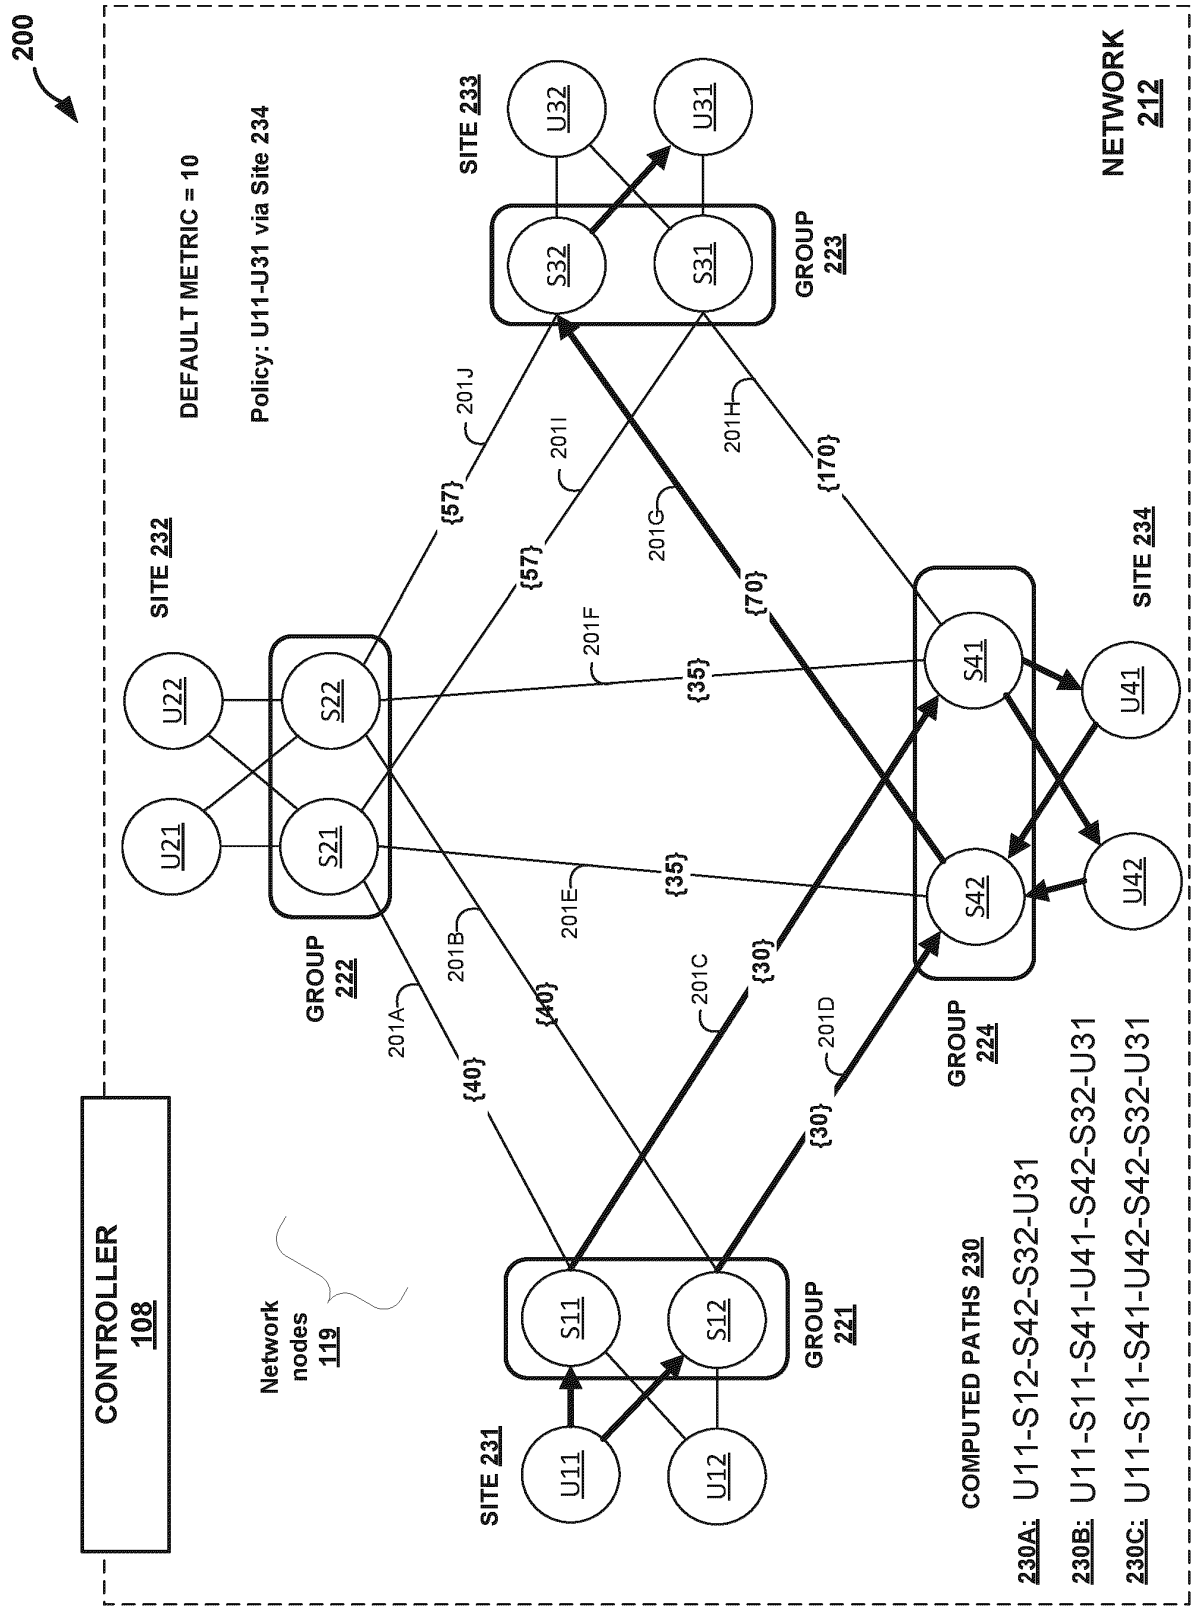 200
CONTROLLER
108
Network
nodes
119
DEFAULT METRIC = 10
Policy: U11-U31 via Site 234
SITE 232
U21
U22
S21
S22
GROUP
222
SITE 231
U11
U12
S11
S12
GROUP
221
SITE 233
U32
U31
S32
S31
GROUP
223
201A
{40}
201B
{40}
201C
{30}
201D
{30}
201E
{35}
201F
{35}
201G
{70}
201H
{170}
201I
{57}
201J
{57}
S42
S41
U42
U41
GROUP
224
SITE 234
NETWORK
212
COMPUTED PATHS 230
230A: U11-S12-S42-S32-U31
230B: U11-S11-S41-U41-S42-S32-U31
230C: U11-S11-S41-U42-S42-S32-U31